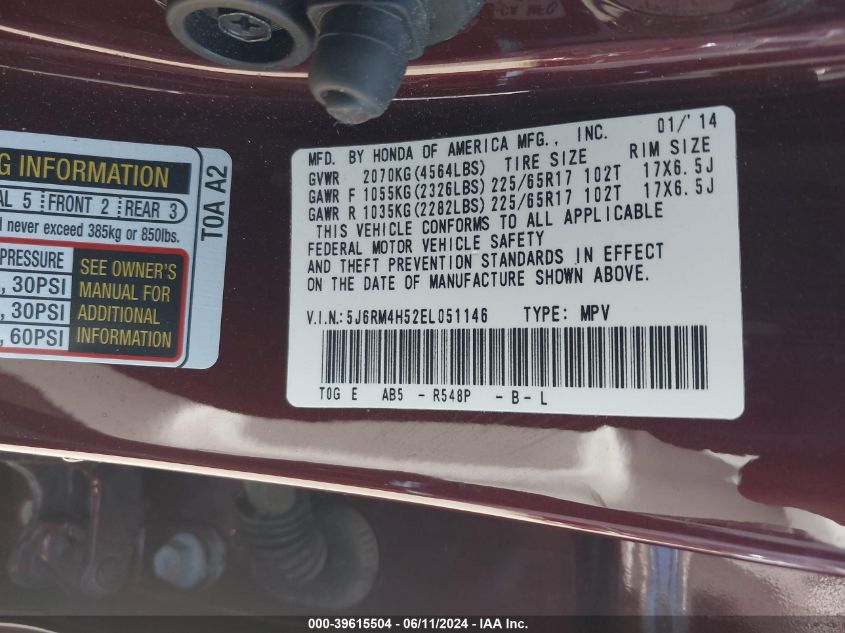 G INFORMATION
AL 5 FRONT 2 REAR 3
l never exceed 385kg or 850lbs.
PRESSURE
, 30PSI
, 30PSI
, 60PSI
SEE OWNER'S
MANUAL FOR
ADDITIONAL
INFORMATION
T0A A2
MFD. BY HONDA OF AMERICA MFG., INC. 01/'14
GVWR 2070KG(4564LBS) TIRE SIZE RIM SIZE
GAWR F 1055KG(2326LBS) 225/65R17 102T 17X6.5J
GAWR R 1035KG(2282LBS) 225/65R17 102T 17X6.5J
THIS VEHICLE CONFORMS TO ALL APPLICABLE
FEDERAL MOTOR VEHICLE SAFETY
AND THEFT PREVENTION STANDARDS IN EFFECT
ON THE DATE OF MANUFACTURE SHOWN ABOVE.
V.I.N.:5J6RM4H52EL051146 TYPE: MPV
T0G E AB5 - R548P - B - L
000-39615504 - 06/11/2024 - IAA Inc.